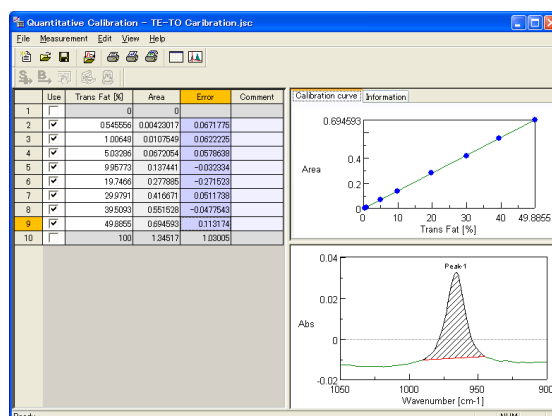 Quantitative Calibration - TE-TO Caribration.jsc
File Measurement Edit View Help
Use Trans Fat [%] Area Error Comment
1 0 0
2 0.545556 0.00423017 0.0671775
3 1.00648 0.0107549 0.0622225
4 5.03286 0.0672054 0.0578638
5 9.95773 0.137441 -0.032334
6 19.7466 0.277885 -0.271523
7 29.9791 0.416671 0.0511738
8 39.5093 0.551528 -0.0477543
9 49.8855 0.694593 0.113174
10 100 1.34517 1.03005
Calibration curve Information
0.694593
0.4
Area
0.2
0
0 10 20 30 40 49.8855
Trans Fat [%]
0.04
Peak-1
0.02
Abs
0
-0.02
1050 1000 950 900
Wavenumber [cm-1]
Ready NUM